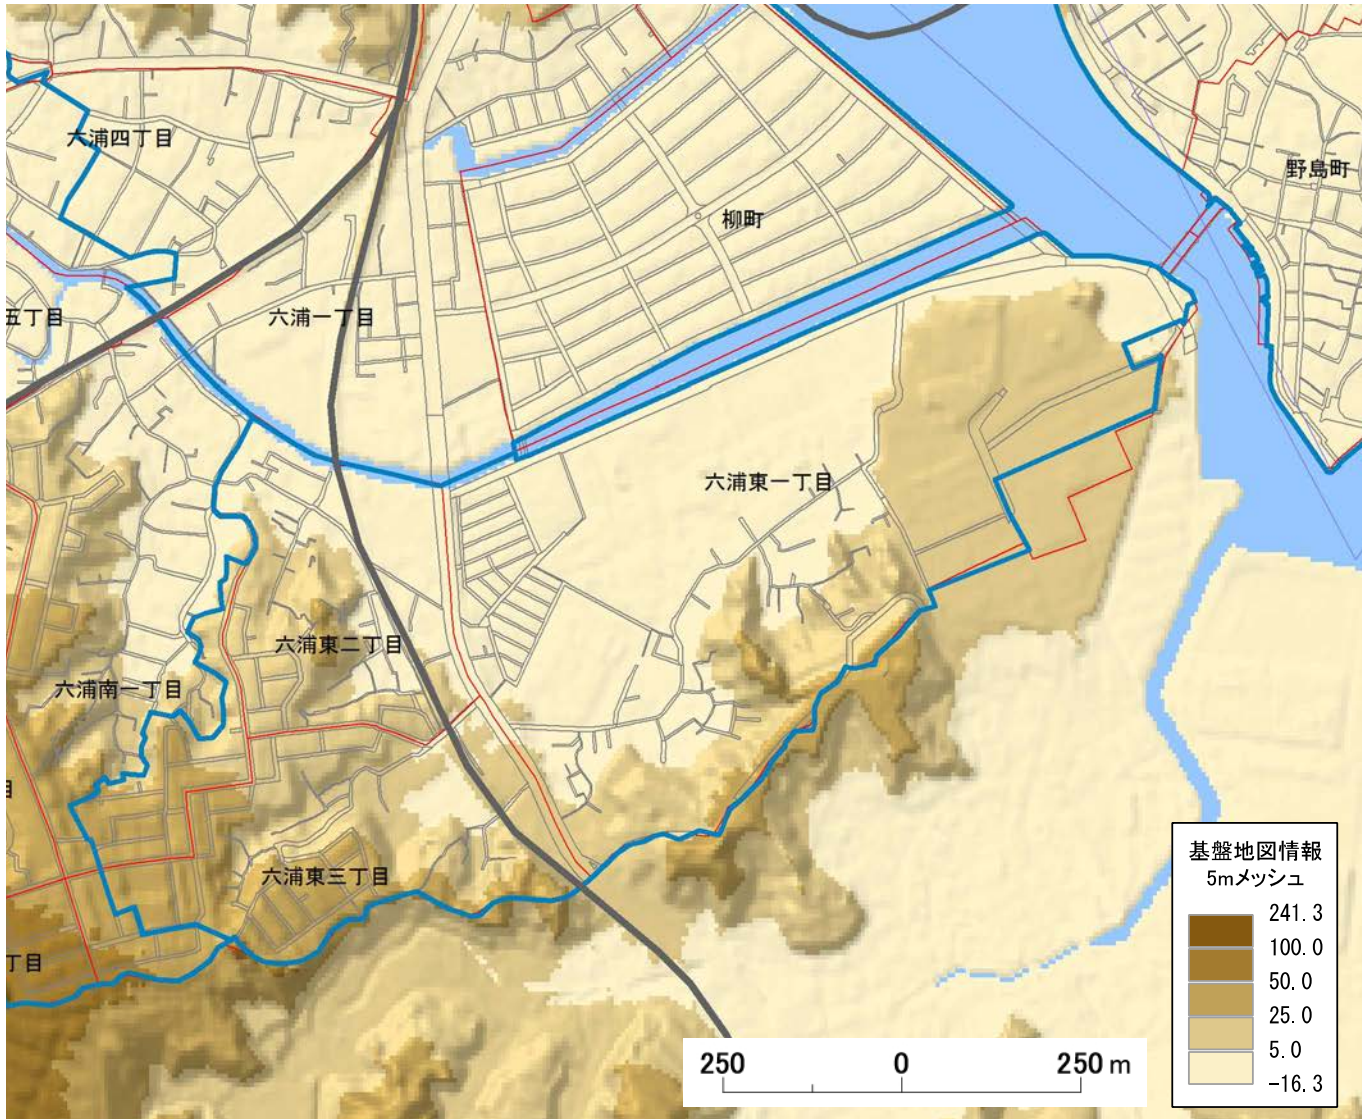 六浦四丁目
野島町
柳町
五丁目
六浦一丁目
六浦東一丁目
六浦東二丁目
六浦南一丁目
目
六浦東三丁目
丁目
基盤地図情報
5mメッシュ
241.3
100.0
50.0
25.0
5.0
-16.3
250 0 250 m